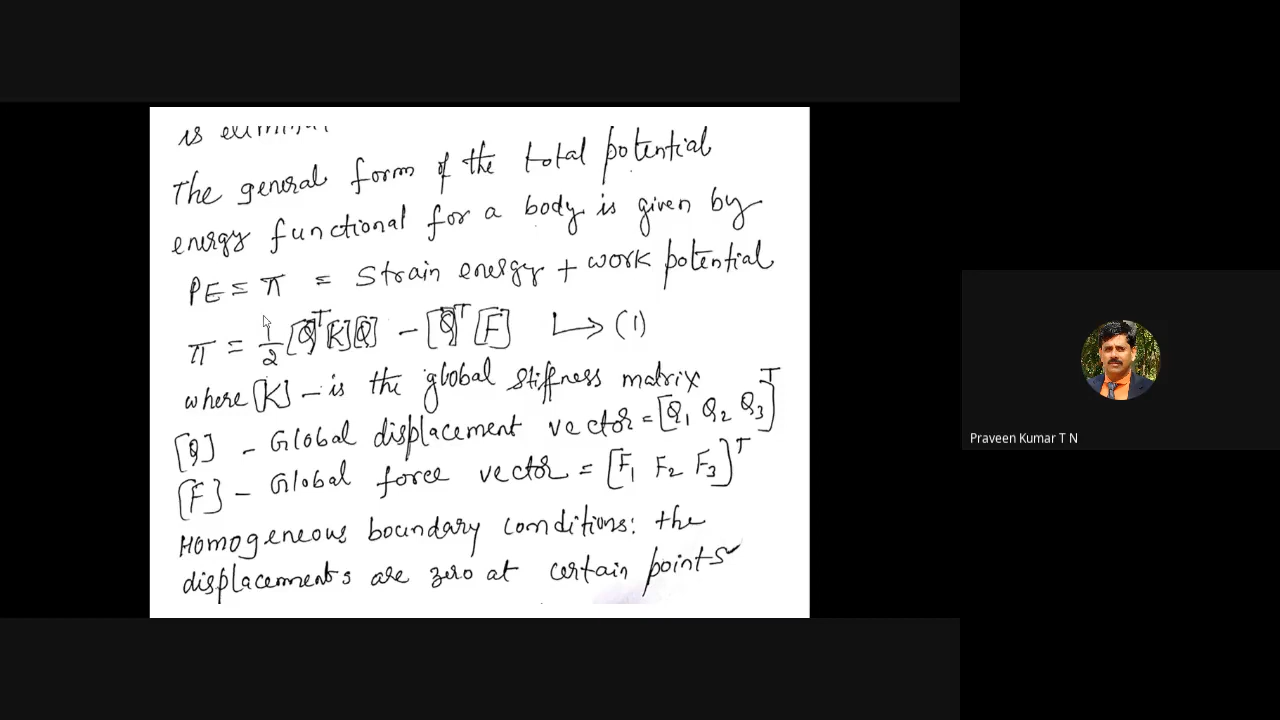 is
The general form of the total potential
energy functional for a body is given by
PE = π = Strain energy + work potential
π = 1/2 [Q]ᵀ[K][Q] − [Q]ᵀ[F] ↳ (1)
where [K] – is the global stiffness matrix
[Q] – Global displacement vector = [Q₁ Q₂ Q₃]ᵀ
[F] – Global force vector = [F₁ F₂ F₃]ᵀ
Homogeneous boundary conditions: the
displacements are zero at certain points
Praveen Kumar T N